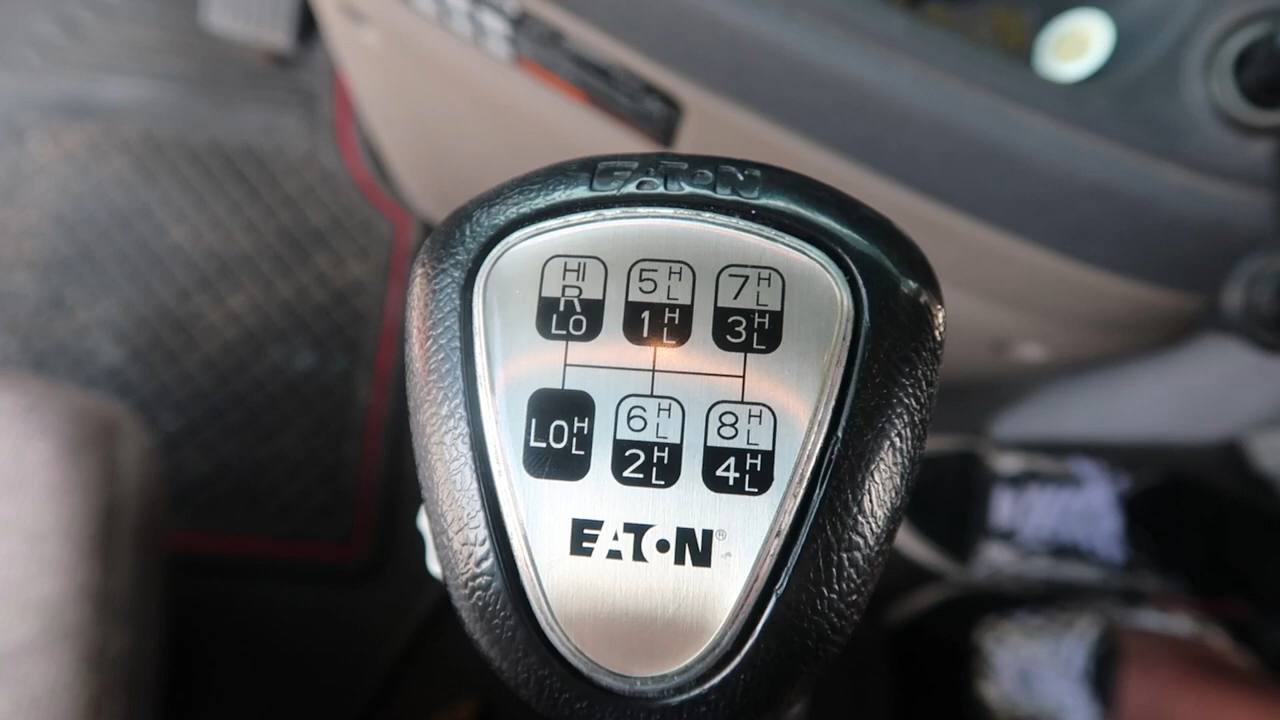 EATON
HI 5 H L 7 H L
R
LO 1 H L 3 H L
LO H L 6 H L 8 H L
2 H L 4 H L
EATON®